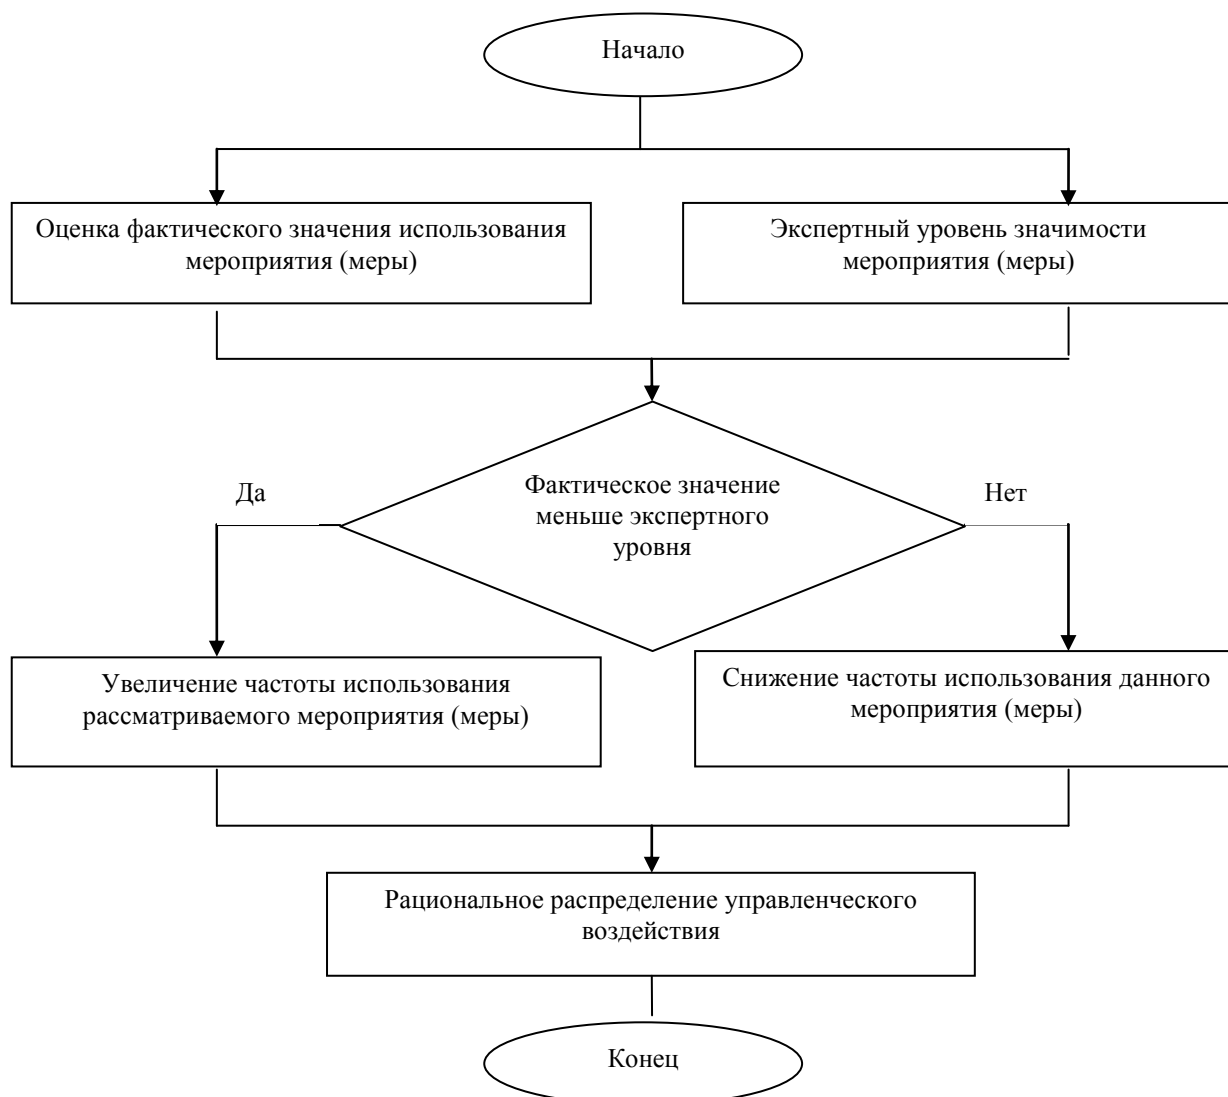 Начало
Оценка фактического значения использования
мероприятия (меры)
Экспертный уровень значимости
мероприятия (меры)
Фактическое значение
меньше экспертного
уровня
Да
Нет
Увеличение частоты использования
рассматриваемого мероприятия (меры)
Снижение частоты использования данного
мероприятия (меры)
Рациональное распределение управленческого
воздействия
Конец